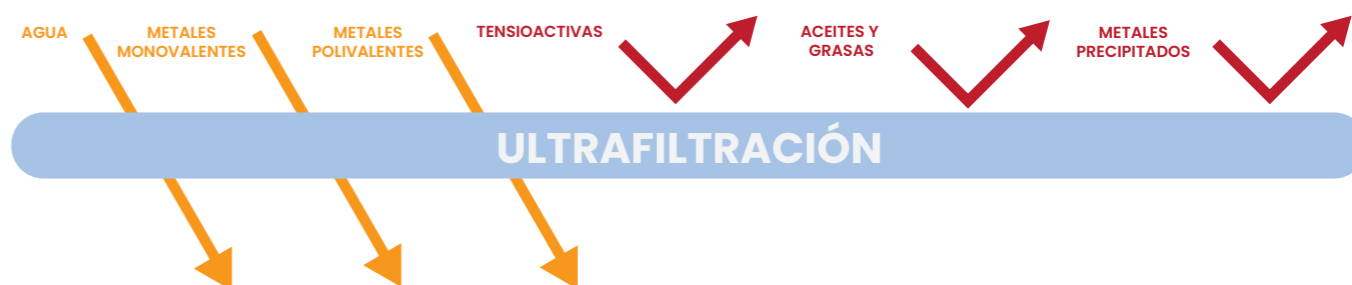 AGUA
METALES
MONOVALENTES
METALES
POLIVALENTES
TENSIOACTIVAS
ACEITES Y
GRASAS
METALES
PRECIPITADOS
ULTRAFILTRACIÓN